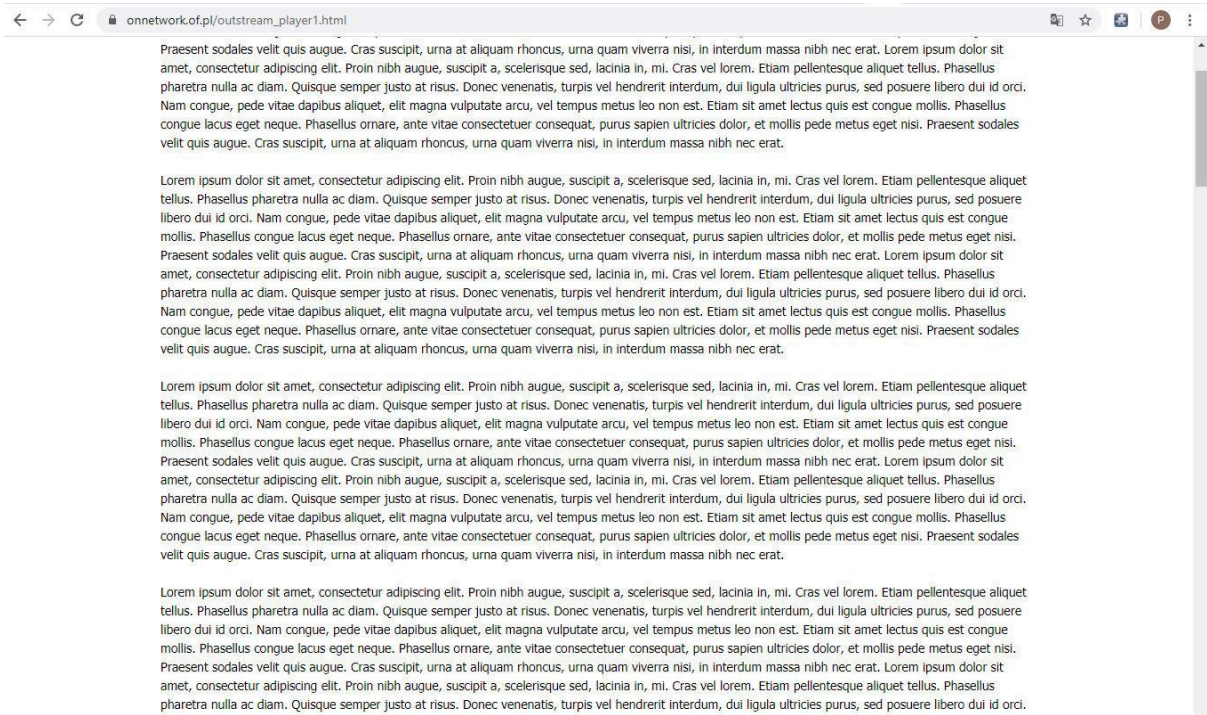 onnetwork.of.pl/outstream_player1.html
P
Praesent sodales velit quis augue. Cras suscipit, urna at aliquam rhoncus, urna quam viverra nisi, in interdum massa nibh nec erat. Lorem ipsum dolor sit
amet, consectetur adipiscing elit. Proin nibh augue, suscipit a, scelerisque sed, lacinia in, mi. Cras vel lorem. Etiam pellentesque aliquet tellus. Phasellus
pharetra nulla ac diam. Quisque semper justo at risus. Donec venenatis, turpis vel hendrerit interdum, dui ligula ultricies purus, sed posuere libero dui id orci.
Nam congue, pede vitae dapibus aliquet, elit magna vulputate arcu, vel tempus metus leo non est. Etiam sit amet lectus quis est congue mollis. Phasellus
congue lacus eget neque. Phasellus ornare, ante vitae consectetuer consequat, purus sapien ultricies dolor, et mollis pede metus eget nisi. Praesent sodales
velit quis augue. Cras suscipit, urna at aliquam rhoncus, urna quam viverra nisi, in interdum massa nibh nec erat.
Lorem ipsum dolor sit amet, consectetur adipiscing elit. Proin nibh augue, suscipit a, scelerisque sed, lacinia in, mi. Cras vel lorem. Etiam pellentesque aliquet
tellus. Phasellus pharetra nulla ac diam. Quisque semper justo at risus. Donec venenatis, turpis vel hendrerit interdum, dui ligula ultricies purus, sed posuere
libero dui id orci. Nam congue, pede vitae dapibus aliquet, elit magna vulputate arcu, vel tempus metus leo non est. Etiam sit amet lectus quis est congue
mollis. Phasellus congue lacus eget neque. Phasellus ornare, ante vitae consectetuer consequat, purus sapien ultricies dolor, et mollis pede metus eget nisi.
Praesent sodales velit quis augue. Cras suscipit, urna at aliquam rhoncus, urna quam viverra nisi, in interdum massa nibh nec erat. Lorem ipsum dolor sit
amet, consectetur adipiscing elit. Proin nibh augue, suscipit a, scelerisque sed, lacinia in, mi. Cras vel lorem. Etiam pellentesque aliquet tellus. Phasellus
pharetra nulla ac diam. Quisque semper justo at risus. Donec venenatis, turpis vel hendrerit interdum, dui ligula ultricies purus, sed posuere libero dui id orci.
Nam congue, pede vitae dapibus aliquet, elit magna vulputate arcu, vel tempus metus leo non est. Etiam sit amet lectus quis est congue mollis. Phasellus
congue lacus eget neque. Phasellus ornare, ante vitae consectetuer consequat, purus sapien ultricies dolor, et mollis pede metus eget nisi. Praesent sodales
velit quis augue. Cras suscipit, urna at aliquam rhoncus, urna quam viverra nisi, in interdum massa nibh nec erat.
Lorem ipsum dolor sit amet, consectetur adipiscing elit. Proin nibh augue, suscipit a, scelerisque sed, lacinia in, mi. Cras vel lorem. Etiam pellentesque aliquet
tellus. Phasellus pharetra nulla ac diam. Quisque semper justo at risus. Donec venenatis, turpis vel hendrerit interdum, dui ligula ultricies purus, sed posuere
libero dui id orci. Nam congue, pede vitae dapibus aliquet, elit magna vulputate arcu, vel tempus metus leo non est. Etiam sit amet lectus quis est congue
mollis. Phasellus congue lacus eget neque. Phasellus ornare, ante vitae consectetuer consequat, purus sapien ultricies dolor, et mollis pede metus eget nisi.
Praesent sodales velit quis augue. Cras suscipit, urna at aliquam rhoncus, urna quam viverra nisi, in interdum massa nibh nec erat. Lorem ipsum dolor sit
amet, consectetur adipiscing elit. Proin nibh augue, suscipit a, scelerisque sed, lacinia in, mi. Cras vel lorem. Etiam pellentesque aliquet tellus. Phasellus
pharetra nulla ac diam. Quisque semper justo at risus. Donec venenatis, turpis vel hendrerit interdum, dui ligula ultricies purus, sed posuere libero dui id orci.
Nam congue, pede vitae dapibus aliquet, elit magna vulputate arcu, vel tempus metus leo non est. Etiam sit amet lectus quis est congue mollis. Phasellus
congue lacus eget neque. Phasellus ornare, ante vitae consectetuer consequat, purus sapien ultricies dolor, et mollis pede metus eget nisi. Praesent sodales
velit quis augue. Cras suscipit, urna at aliquam rhoncus, urna quam viverra nisi, in interdum massa nibh nec erat.
Lorem ipsum dolor sit amet, consectetur adipiscing elit. Proin nibh augue, suscipit a, scelerisque sed, lacinia in, mi. Cras vel lorem. Etiam pellentesque aliquet
tellus. Phasellus pharetra nulla ac diam. Quisque semper justo at risus. Donec venenatis, turpis vel hendrerit interdum, dui ligula ultricies purus, sed posuere
libero dui id orci. Nam congue, pede vitae dapibus aliquet, elit magna vulputate arcu, vel tempus metus leo non est. Etiam sit amet lectus quis est congue
mollis. Phasellus congue lacus eget neque. Phasellus ornare, ante vitae consectetuer consequat, purus sapien ultricies dolor, et mollis pede metus eget nisi.
Praesent sodales velit quis augue. Cras suscipit, urna at aliquam rhoncus, urna quam viverra nisi, in interdum massa nibh nec erat. Lorem ipsum dolor sit
amet, consectetur adipiscing elit. Proin nibh augue, suscipit a, scelerisque sed, lacinia in, mi. Cras vel lorem. Etiam pellentesque aliquet tellus. Phasellus
pharetra nulla ac diam. Quisque semper justo at risus. Donec venenatis, turpis vel hendrerit interdum, dui ligula ultricies purus, sed posuere libero dui id orci.